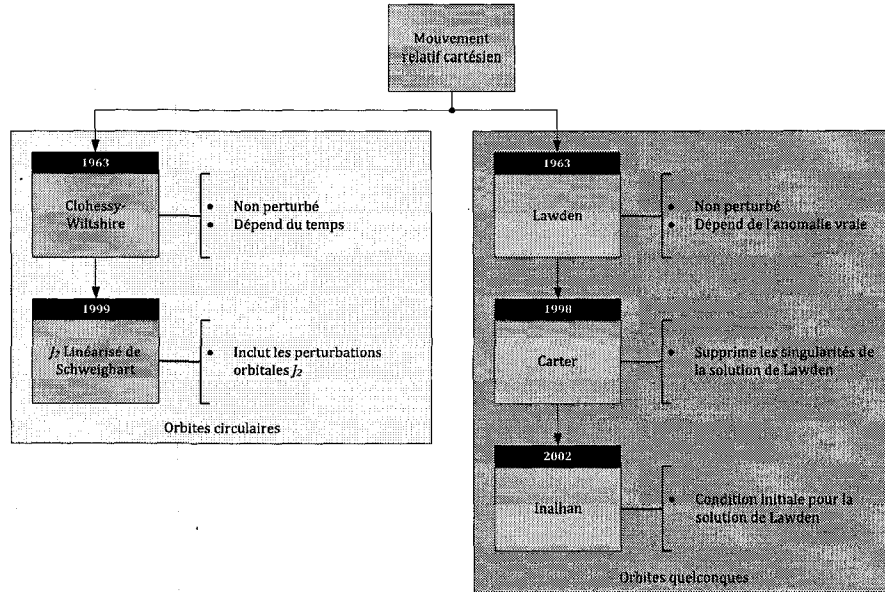 Mouvement
relatif cartésien
1963
Clohessy-
Wiltshire
• Non perturbé
• Dépend du temps
1999
J₂ Linéarisé de
Schweighart
• Inclut les perturbations
orbitales J₂
Orbites circulaires
1963
Lawden
• Non perturbé
• Dépend de l'anomalie vraie
1998
Carter
• Supprime les singularités de
la solution de Lawden
2002
Inalhan
• Condition initiale pour la
solution de Lawden
Orbites quelconques